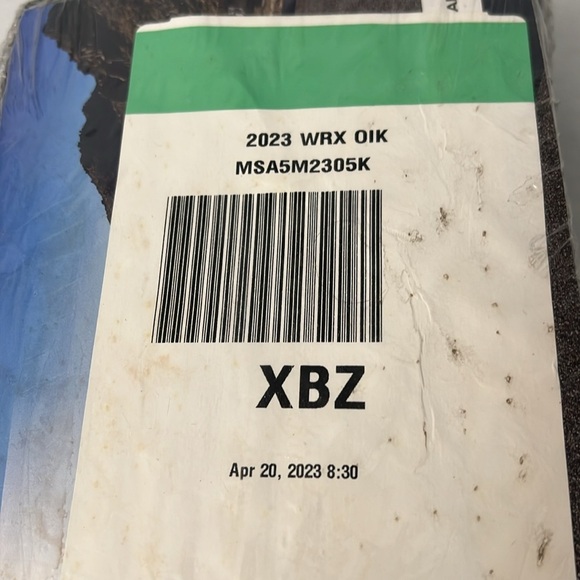 2023 WRX OIK
MSA5M2305K
XBZ
Apr 20, 2023 8:30